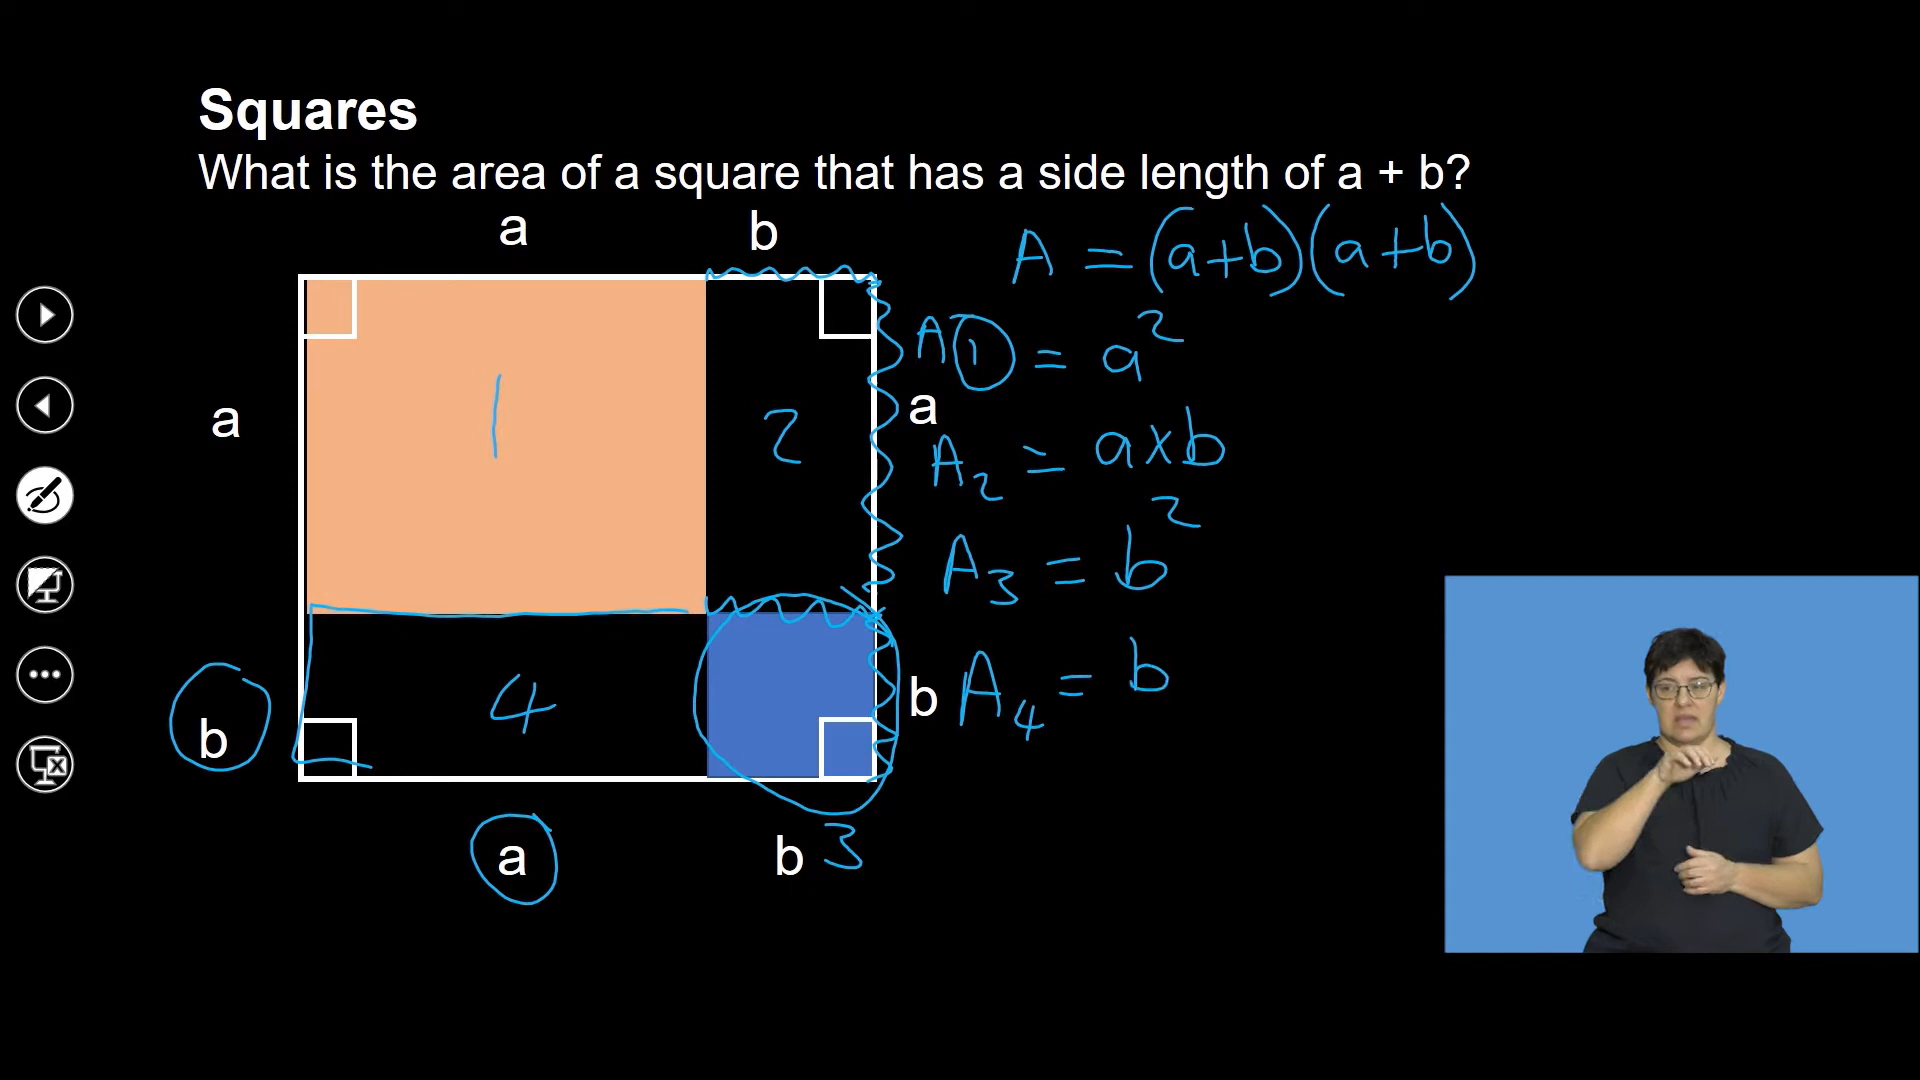 Squares
What is the area of a square that has a side length of a + b?
a b
A = (a+b)(a+b)
A① = a²
1
2
a
a
A₂ = a×b
A₃ = b²
4
b
b
A₄ = b
a
b 3